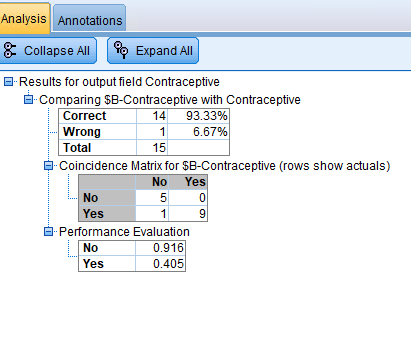 Analysis Annotations
Collapse All Expand All
Results for output field Contraceptive
Comparing $B-Contraceptive with Contraceptive
Correct 14 93.33%
Wrong 1 6.67%
Total 15
Coincidence Matrix for $B-Contraceptive (rows show actuals)
No Yes
No 5 0
Yes 1 9
Performance Evaluation
No 0.916
Yes 0.405